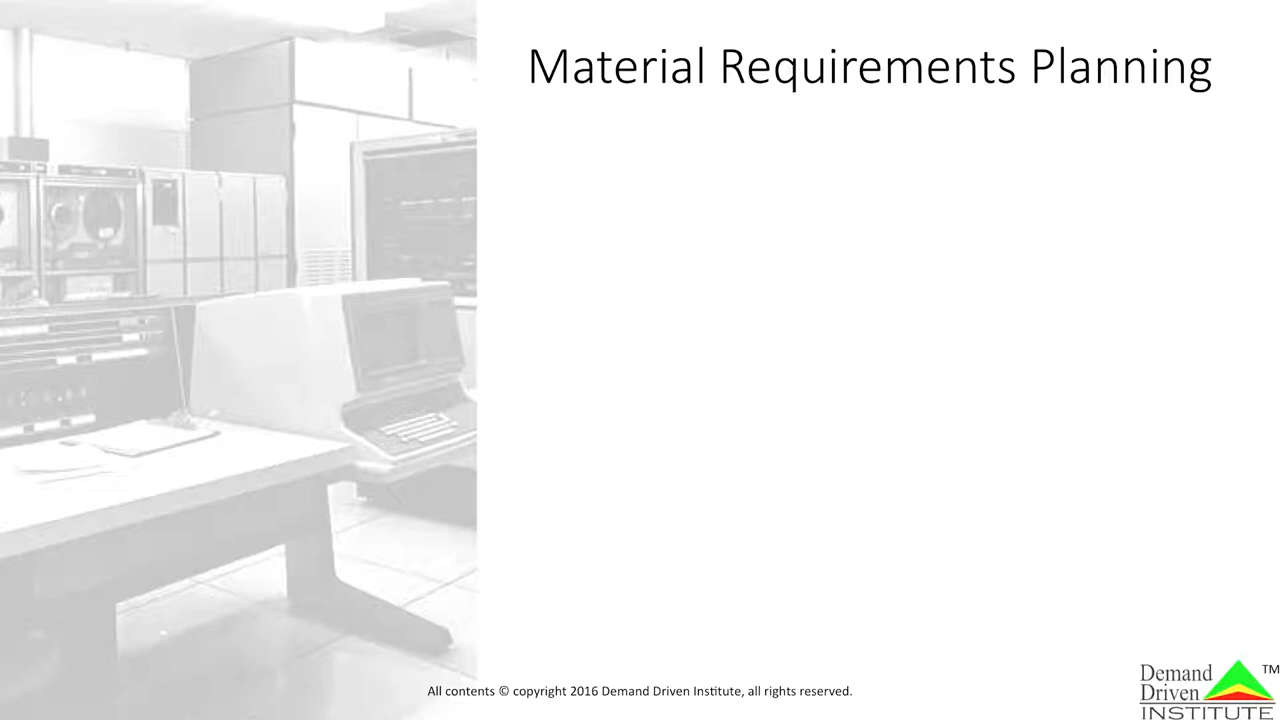 Material Requirements Planning
All contents © copyright 2016 Demand Driven Institute, all rights reserved.
Demand
Driven
INSTITUTE
TM